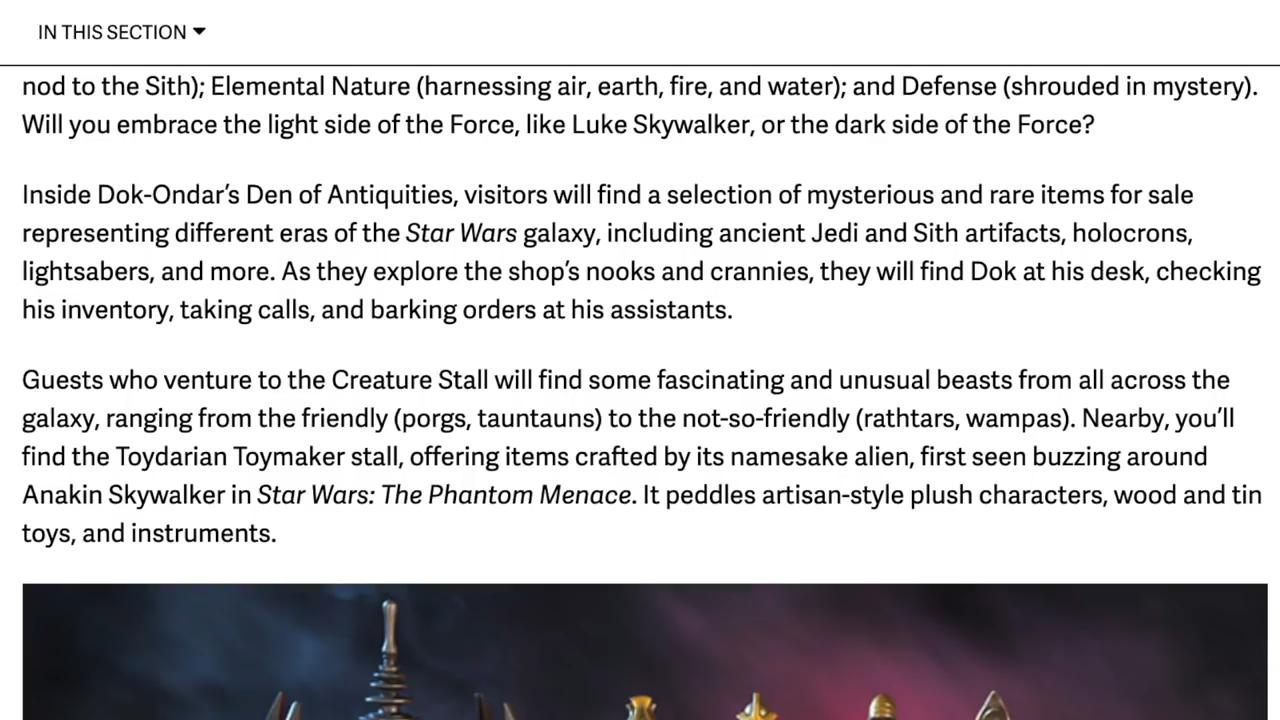 IN THIS SECTION
nod to the Sith); Elemental Nature (harnessing air, earth, fire, and water); and Defense (shrouded in mystery).
Will you embrace the light side of the Force, like Luke Skywalker, or the dark side of the Force?
Inside Dok-Ondar’s Den of Antiquities, visitors will find a selection of mysterious and rare items for sale
representing different eras of the Star Wars galaxy, including ancient Jedi and Sith artifacts, holocrons,
lightsabers, and more. As they explore the shop’s nooks and crannies, they will find Dok at his desk, checking
his inventory, taking calls, and barking orders at his assistants.
Guests who venture to the Creature Stall will find some fascinating and unusual beasts from all across the
galaxy, ranging from the friendly (porgs, tauntauns) to the not-so-friendly (rathtars, wampas). Nearby, you’ll
find the Toydarian Toymaker stall, offering items crafted by its namesake alien, first seen buzzing around
Anakin Skywalker in Star Wars: The Phantom Menace. It peddles artisan-style plush characters, wood and tin
toys, and instruments.